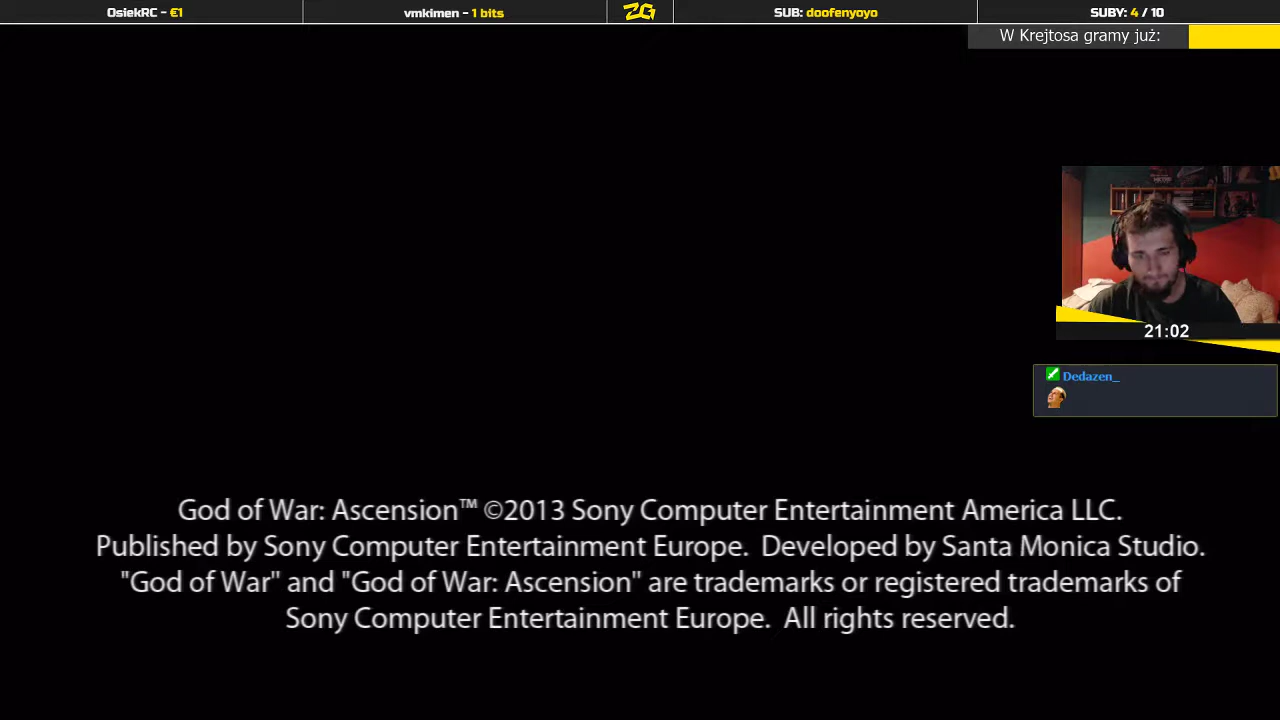 OsiekRC - €1
vmkimen - 1 bits
ZG
SUB: doofenyoyo
SUBY: 4 / 10
W Krejtosa gramy już:
21:02
Dedazen_
God of War: Ascension™ ©2013 Sony Computer Entertainment America LLC.
Published by Sony Computer Entertainment Europe. Developed by Santa Monica Studio.
"God of War" and "God of War: Ascension" are trademarks or registered trademarks of
Sony Computer Entertainment Europe. All rights reserved.